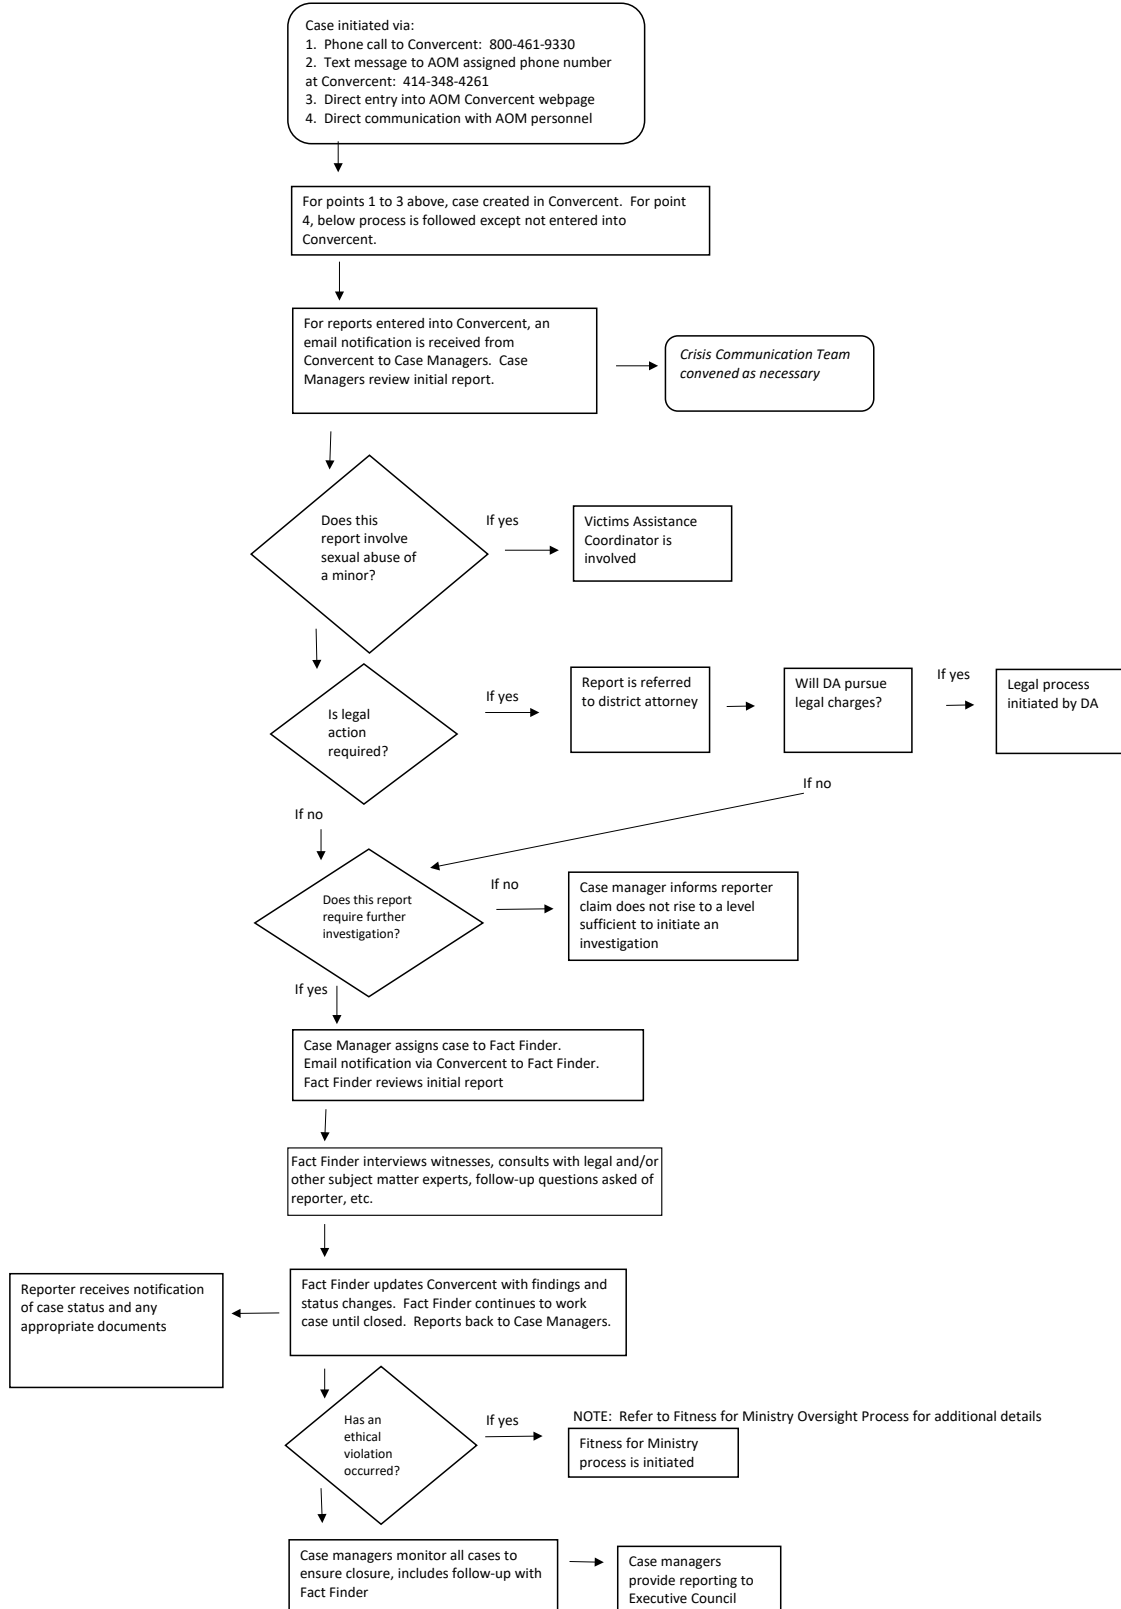 Case initiated via:
1.  Phone call to Convercent:  800-461-9330
2.  Text message to AOM assigned phone number
at Convercent:  414-348-4261
3.  Direct entry into AOM Convercent webpage
4.  Direct communication with AOM personnel
For points 1 to 3 above, case created in Convercent.  For point
4, below process is followed except not entered into
Convercent.
For reports entered into Convercent, an
email notification is received from
Convercent to Case Managers.  Case
Managers review initial report.
Crisis Communication Team
convened as necessary
Does this
report involve
sexual abuse of
a minor?
If yes
Victims Assistance
Coordinator is
involved
Is legal
action
required?
If yes
Report is referred
to district attorney
Will DA pursue
legal charges?
If yes
Legal process
initiated by DA
If no
If no
Does this report
require further
investigation?
If no
Case manager informs reporter
claim does not rise to a level
sufficient to initiate an
investigation
If yes
Case Manager assigns case to Fact Finder.
Email notification via Convercent to Fact Finder.
Fact Finder reviews initial report
Fact Finder interviews witnesses, consults with legal and/or
other subject matter experts, follow-up questions asked of
reporter, etc.
Reporter receives notification
of case status and any
appropriate documents
Fact Finder updates Convercent with findings and
status changes.  Fact Finder continues to work
case until closed.  Reports back to Case Managers.
Has an
ethical
violation
occurred?
If yes
NOTE:  Refer to Fitness for Ministry Oversight Process for additional details
Fitness for Ministry
process is initiated
Case managers monitor all cases to
ensure closure, includes follow-up with
Fact Finder
Case managers
provide reporting to
Executive Council